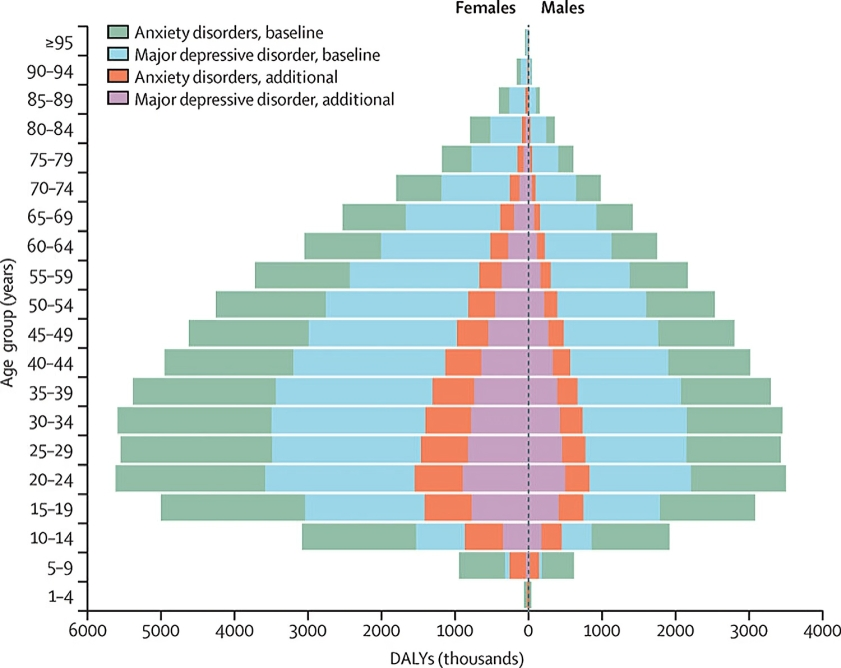 Females Males
Anxiety disorders, baseline
Major depressive disorder, baseline
Anxiety disorders, additional
Major depressive disorder, additional
Age group (years)
≥95
90–94
85–89
80–84
75–79
70–74
65–69
60–64
55–59
50–54
45–49
40–44
35–39
30–34
25–29
20–24
15–19
10–14
5–9
1–4
6000 5000 4000 3000 2000 1000 0 1000 2000 3000 4000
DALYs (thousands)